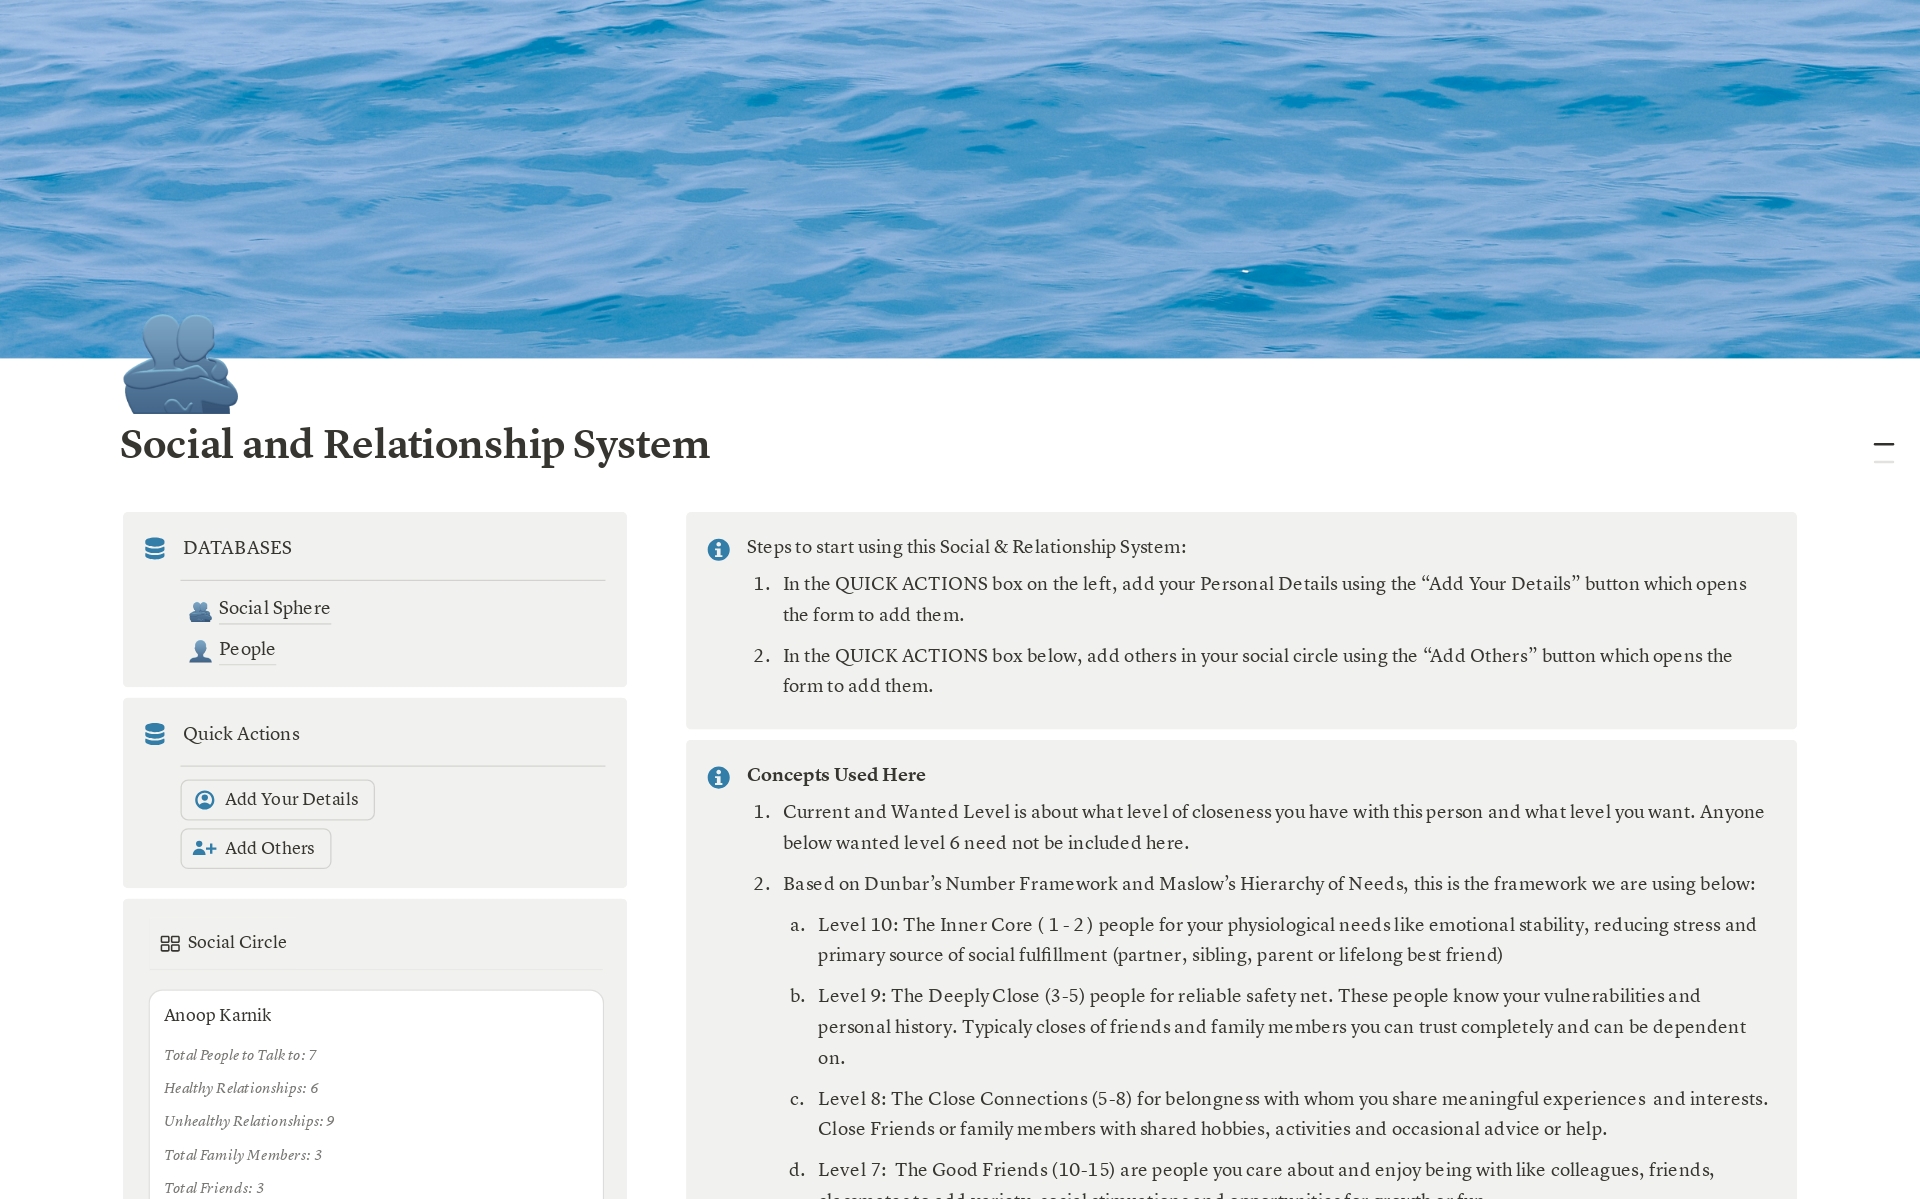 Social and Relationship System
DATABASES
Social Sphere
People
Quick Actions
Add Your Details
Add Others
Social Circle
Anoop Karnik
Total People to Talk to: 7
Healthy Relationships: 6
Unhealthy Relationships: 9
Total Family Members: 3
Total Friends: 3
Steps to start using this Social & Relationship System:
1. In the QUICK ACTIONS box on the left, add your Personal Details using the “Add Your Details” button which opens
the form to add them.
2. In the QUICK ACTIONS box below, add others in your social circle using the “Add Others” button which opens the
form to add them.
Concepts Used Here
1. Current and Wanted Level is about what level of closeness you have with this person and what level you want. Anyone
below wanted level 6 need not be included here.
2. Based on Dunbar’s Number Framework and Maslow’s Hierarchy of Needs, this is the framework we are using below:
a. Level 10: The Inner Core ( 1 - 2 ) people for your physiological needs like emotional stability, reducing stress and
primary source of social fulfillment (partner, sibling, parent or lifelong best friend)
b. Level 9: The Deeply Close (3-5) people for reliable safety net. These people know your vulnerabilities and
personal history. Typicaly closes of friends and family members you can trust completely and can be dependent
on.
c. Level 8: The Close Connections (5-8) for belongness with whom you share meaningful experiences and interests.
Close Friends or family members with shared hobbies, activities and occasional advice or help.
d. Level 7: The Good Friends (10-15) are people you care about and enjoy being with like colleagues, friends,